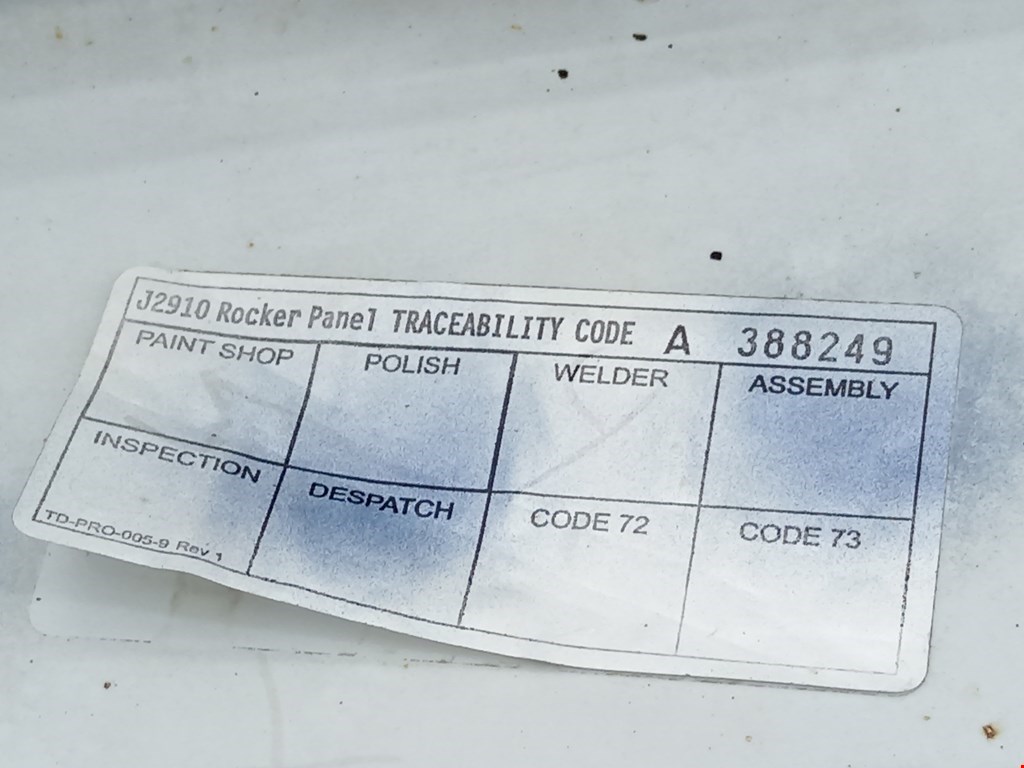 J2910 Rocker Panel TRACEABILITY CODE A 388249
PAINT SHOP POLISH WELDER ASSEMBLY
INSPECTION DESPATCH CODE 72 CODE 73
TD-PRO-005-9 Rev 1